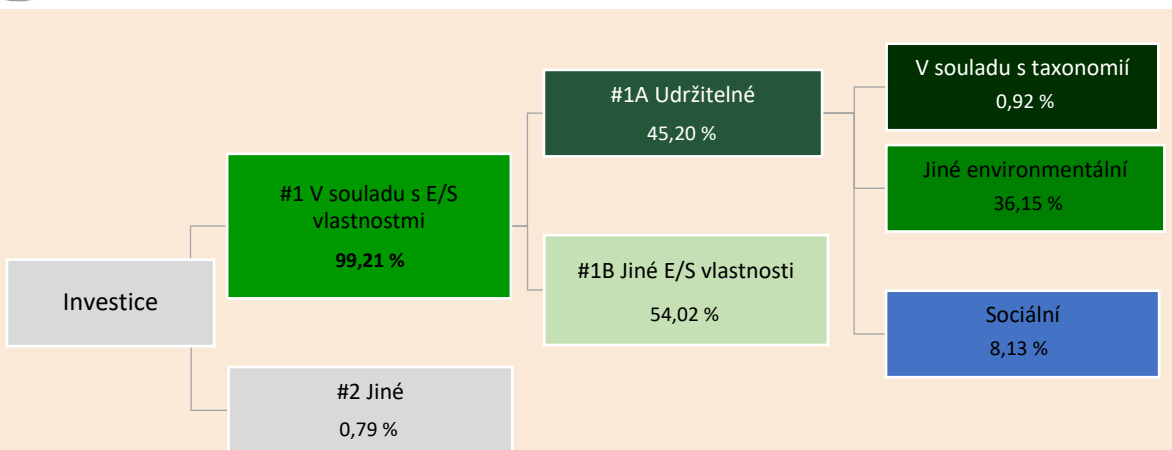 Investice
#1 V souladu s E/S
vlastnostmi
99,21 %
#2 Jiné
0,79 %
#1A Udržitelné
45,20 %
#1B Jiné E/S vlastnosti
54,02 %
V souladu s taxonomií
0,92 %
Jiné environmentální
36,15 %
Sociální
8,13 %